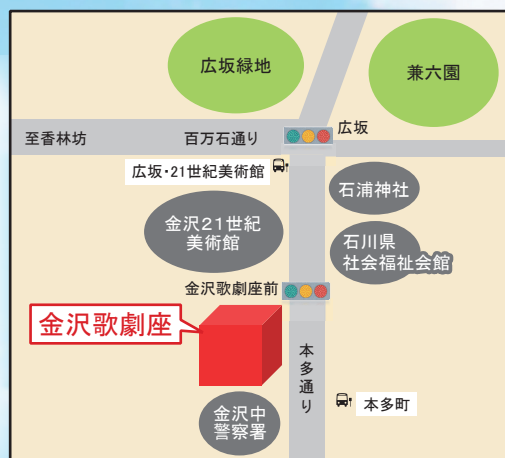 広坂緑地
兼六園
至香林坊
百万石通り
広坂
広坂・21世紀美術館
石浦神社
金沢21世紀
美術館
石川県
社会福祉会館
金沢歌劇座前
金沢歌劇座
本多通り
本多町
金沢中
警察署